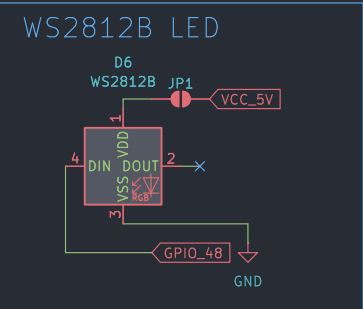 WS2812B LED
D6
WS2812B
JP1
VCC_5V
1
VDD
4
DIN
DOUT
2
VSS
RGB
3
GPIO_48
GND